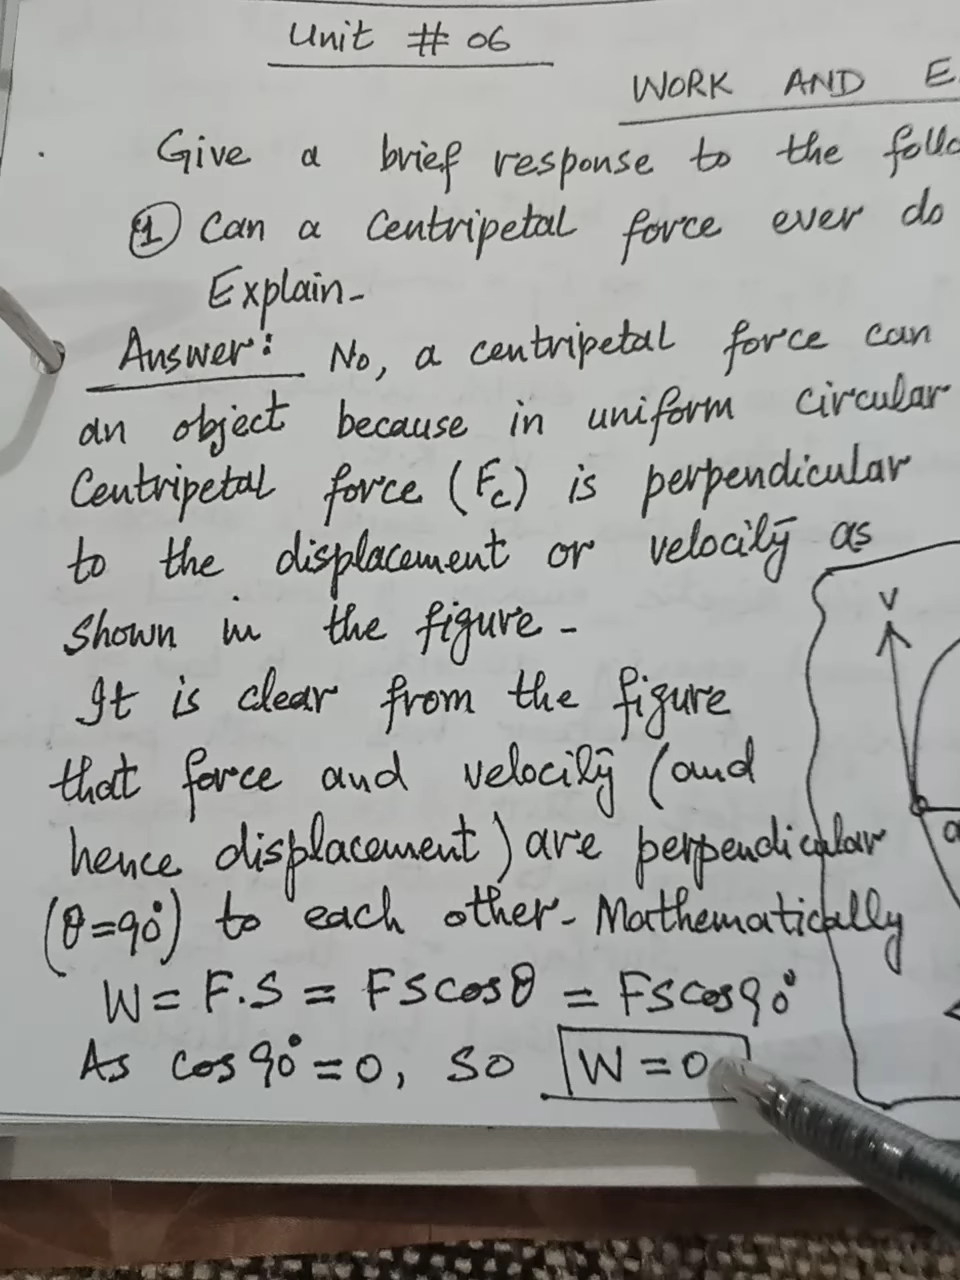 Unit # 06
WORK AND E
Give a brief response to the follo
① Can a Centripetal force ever do
Explain-
Answer: No, a centripetal force can
an object because in uniform circular
Centripetal force (Fc) is perpendicular
to the displacement or velocity as
Shown in the figure -
It is clear from the figure
that force and velocity (and
hence displacement) are perpendicular
(θ=90°) to each other- Mathematically
W = F.S = FScosθ = FScos90°
As cos90° = 0, so W = 0
V